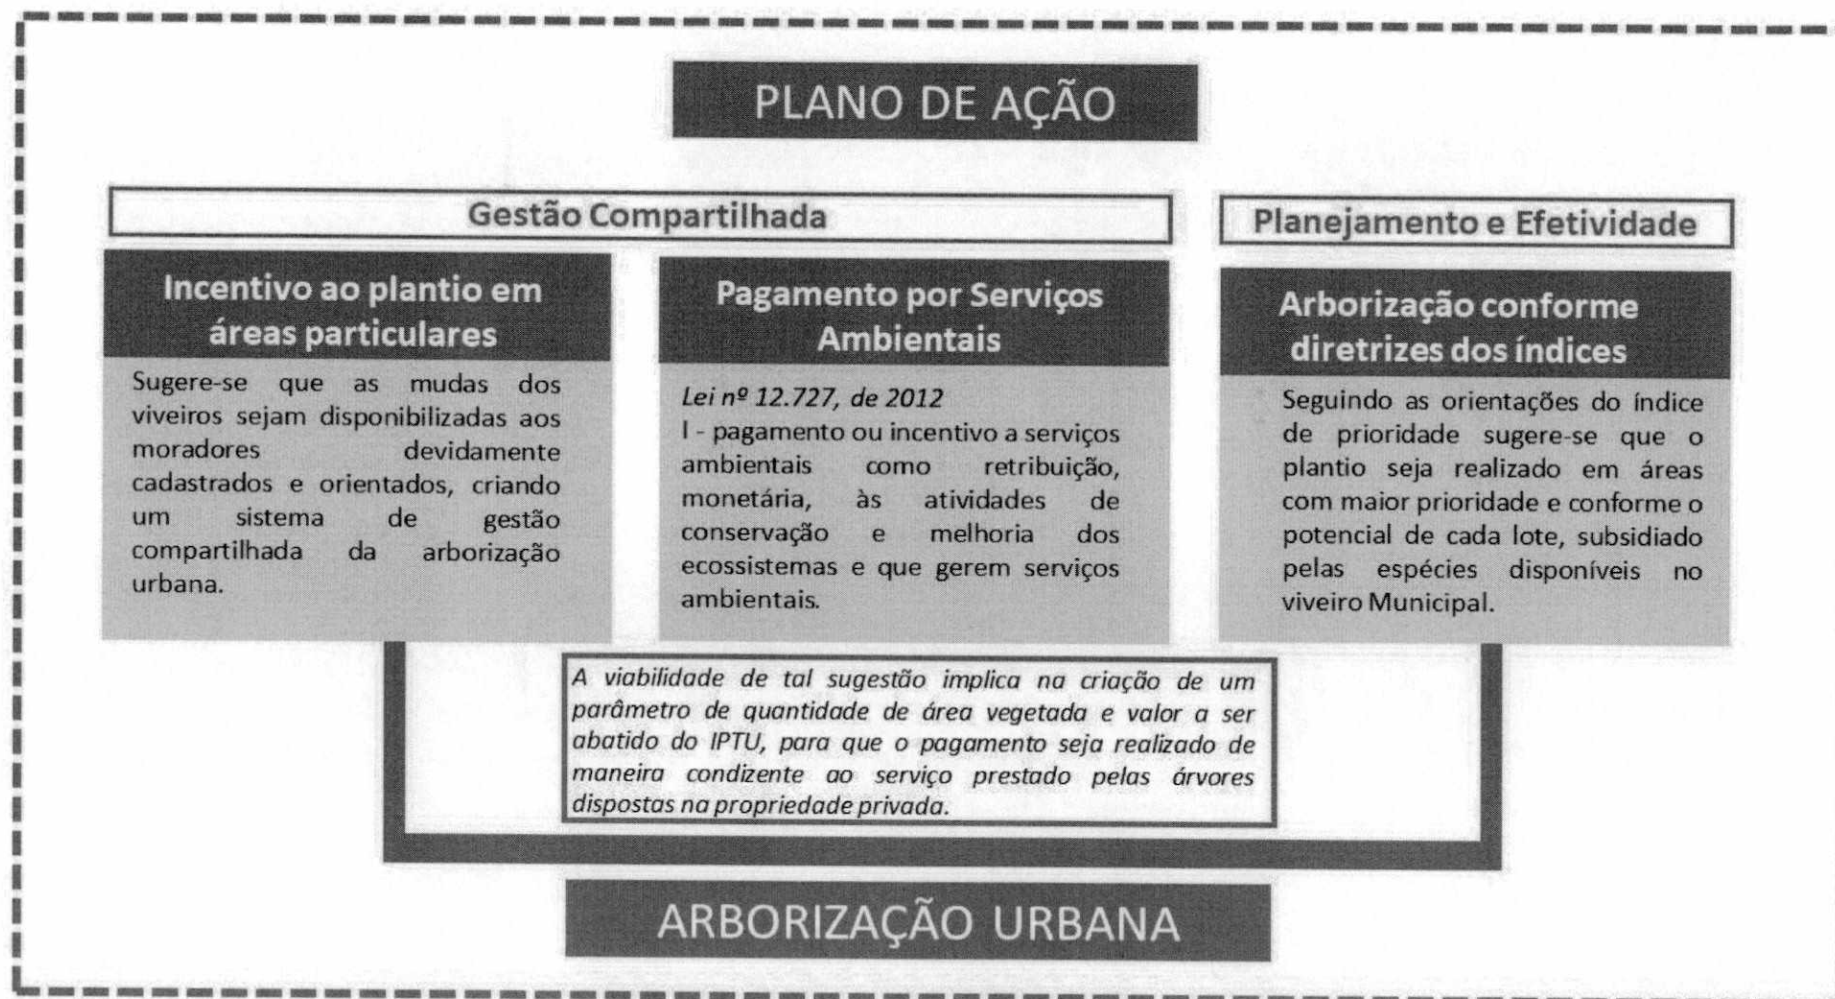 PLANO DE AÇÃO
Gestão Compartilhada
Incentivo ao plantio em
áreas particulares
Sugere-se que as mudas dos
viveiros sejam disponibilizadas aos
moradores devidamente
cadastrados e orientados, criando
um sistema de gestão
compartilhada da arborização
urbana.
Pagamento por Serviços
Ambientais
Lei nº 12.727, de 2012
I - pagamento ou incentivo a serviços
ambientais como retribuição,
monetária, às atividades de
conservação e melhoria dos
ecossistemas e que gerem serviços
ambientais.
Planejamento e Efetividade
Arborização conforme
diretrizes dos índices
Seguindo as orientações do índice
de prioridade sugere-se que o
plantio seja realizado em áreas
com maior prioridade e conforme o
potencial de cada lote, subsidiado
pelas espécies disponíveis no
viveiro Municipal.
A viabilidade de tal sugestão implica na criação de um
parâmetro de quantidade de área vegetada e valor a ser
abatido do IPTU, para que o pagamento seja realizado de
maneira condizente ao serviço prestado pelas árvores
dispostas na propriedade privada.
ARBORIZAÇÃO URBANA